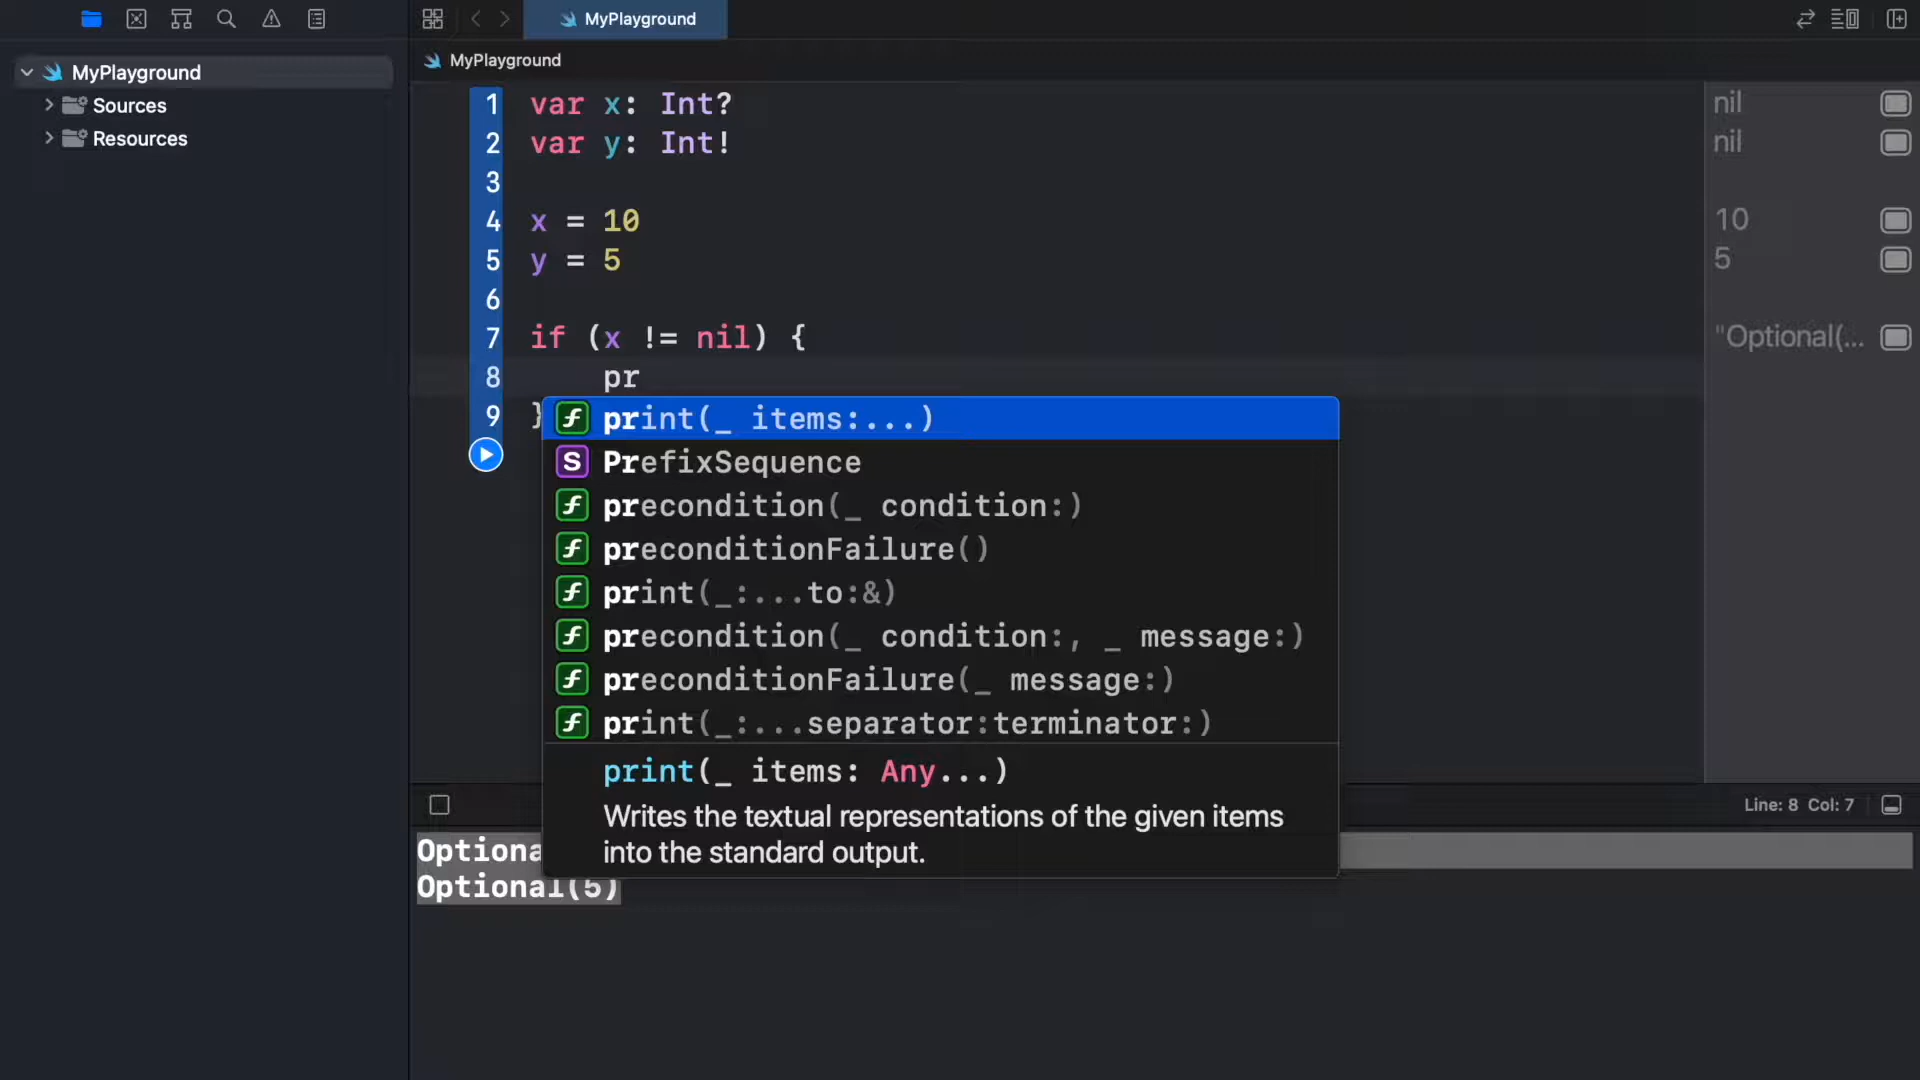 MyPlayground
MyPlayground
Sources
Resources
MyPlayground
1 var x: Int?
2 var y: Int!
3
4 x = 10
5 y = 5
6
7 if (x != nil) {
8 pr
9 }
nil
nil
10
5
"Optional(...
print(_ items:...)
S PrefixSequence
precondition(_ condition:)
preconditionFailure()
print(_:...to:&)
precondition(_ condition:, _ message:)
preconditionFailure(_ message:)
print(_:...separator:terminator:)
print(_ items: Any...)
Writes the textual representations of the given items
into the standard output.
Line: 8 Col: 7
Optiona
Optional(5)